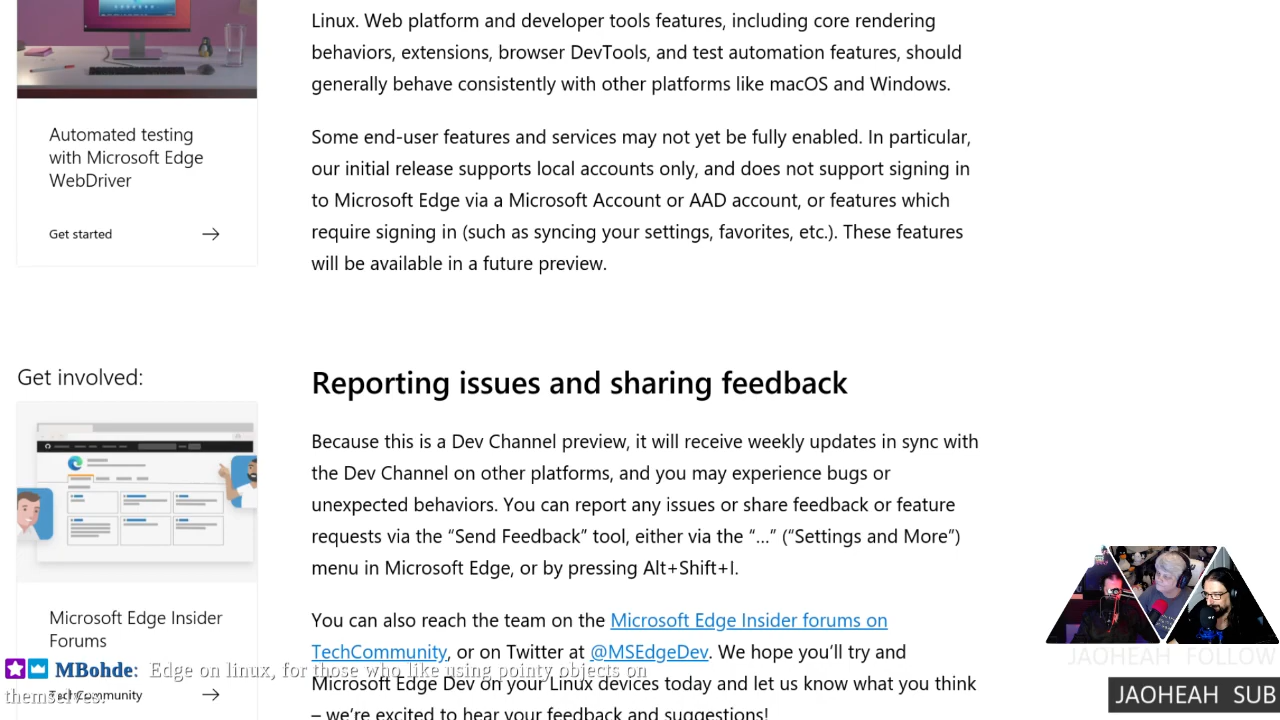 Linux. Web platform and developer tools features, including core rendering
behaviors, extensions, browser DevTools, and test automation features, should
generally behave consistently with other platforms like macOS and Windows.
Automated testing
with Microsoft Edge
WebDriver
Get started
Some end-user features and services may not yet be fully enabled. In particular,
our initial release supports local accounts only, and does not support signing in
to Microsoft Edge via a Microsoft Account or AAD account, or features which
require signing in (such as syncing your settings, favorites, etc.). These features
will be available in a future preview.
Get involved:
Microsoft Edge Insider
Forums
TechCommunity
Reporting issues and sharing feedback
Because this is a Dev Channel preview, it will receive weekly updates in sync with
the Dev Channel on other platforms, and you may experience bugs or
unexpected behaviors. You can report any issues or share feedback or feature
requests via the “Send Feedback” tool, either via the “…” (“Settings and More”)
menu in Microsoft Edge, or by pressing Alt+Shift+I.
You can also reach the team on the Microsoft Edge Insider forums on
TechCommunity, or on Twitter at @MSEdgeDev. We hope you’ll try and
Microsoft Edge Dev on your Linux devices today and let us know what you think
– we’re excited to hear your feedback and suggestions!
MBohde: Edge on linux, for those who like using pointy objects on
themselves.
JAOHEAH FOLLOW
JAOHEAH SUB